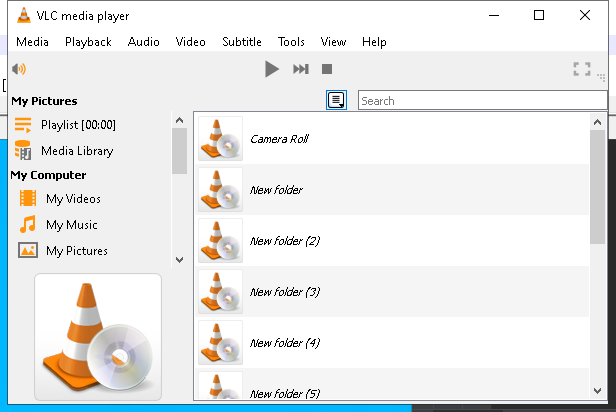 VLC media player
Media Playback Audio Video Subtitle Tools View Help
My Pictures
Search
Playlist [00:00]
Media Library
My Computer
My Videos
My Music
My Pictures
Camera Roll
New folder
New folder (2)
New folder (3)
New folder (4)
New folder (5)